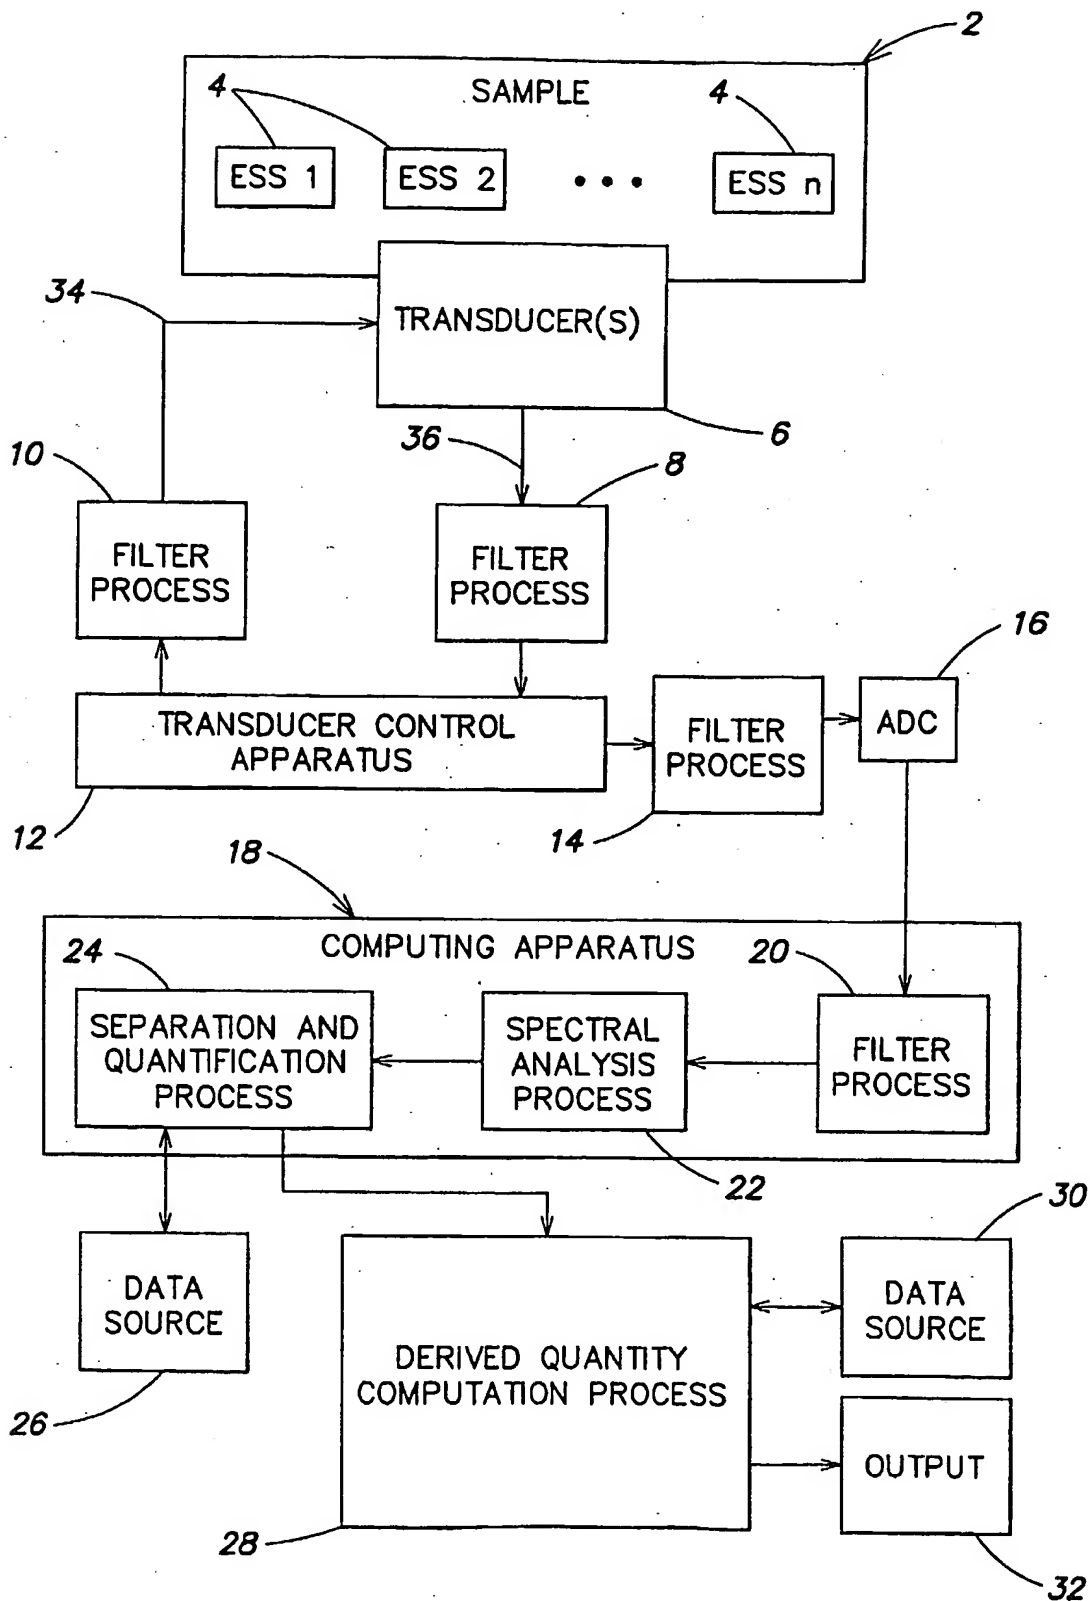 2
4
SAMPLE
4
ESS 1
ESS 2
• • •
ESS n
34
TRANSDUCER(S)
6
36
10
8
FILTER
PROCESS
FILTER
PROCESS
16
TRANSDUCER CONTROL
APPARATUS
FILTER
PROCESS
ADC
12
14
18
COMPUTING APPARATUS
24
20
SEPARATION AND
QUANTIFICATION
PROCESS
SPECTRAL
ANALYSIS
PROCESS
FILTER
PROCESS
22
30
DATA
SOURCE
DATA
SOURCE
DERIVED QUANTITY
COMPUTATION PROCESS
26
OUTPUT
28
32